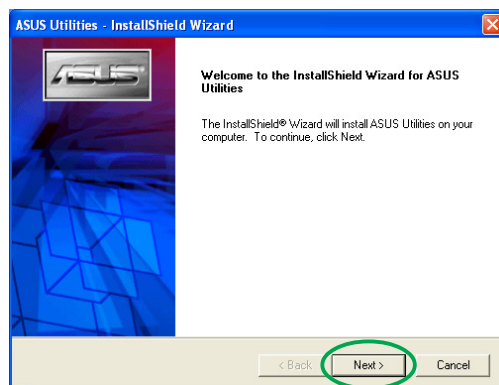 ASUS Utilities - InstallShield Wizard
ASUS
Welcome to the InstallShield Wizard for ASUS
Utilities
The InstallShield® Wizard will install ASUS Utilities on your
computer. To continue, click Next.
< Back
Next >
Cancel